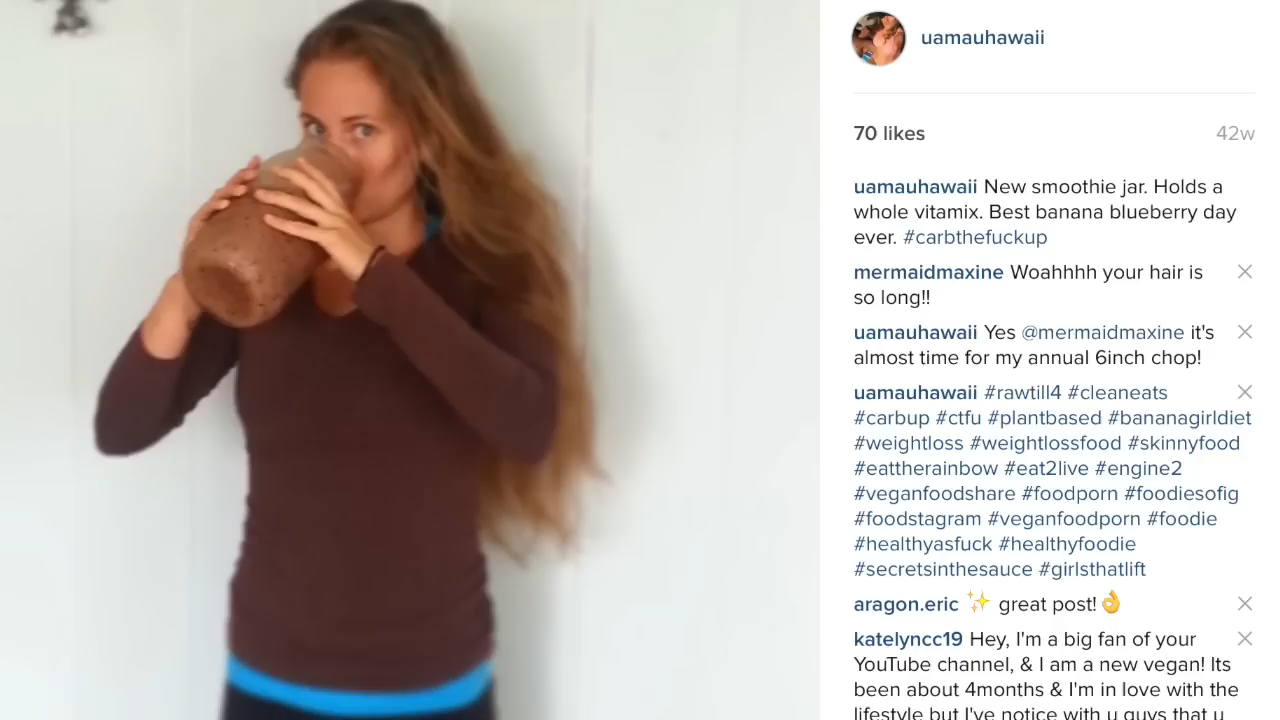 uamauhawaii
70 likes 42w
uamauhawaii New smoothie jar. Holds a
whole vitamix. Best banana blueberry day
ever. #carbthefuckup
mermaidmaxine Woahhhh your hair is
so long!!
uamauhawaii Yes @mermaidmaxine it's
almost time for my annual 6inch chop!
uamauhawaii #rawtill4 #cleaneats
#carbup #ctfu #plantbased #bananagirldiet
#weightloss #weightlossfood #skinnyfood
#eattherainbow #eat2live #engine2
#veganfoodshare #foodporn #foodiesofig
#foodstagram #veganfoodporn #foodie
#healthyasfuck #healthyfoodie
#secretsinthesauce #girlsthatlift
aragon.eric ✨ great post!👌
katelyncc19 Hey, I'm a big fan of your
YouTube channel, & I am a new vegan! Its
been about 4months & I'm in love with the
lifestyle but I've notice with u guys that u